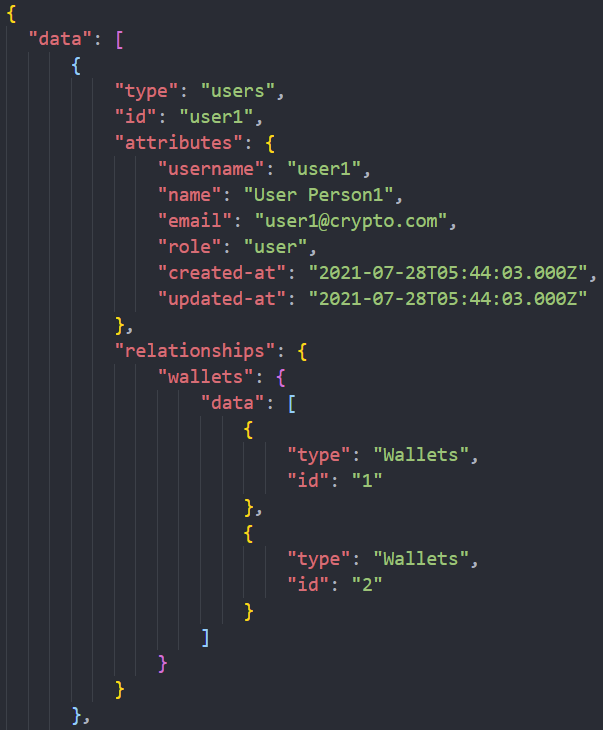 {
  "data": [
      {
          "type": "users",
          "id": "user1",
          "attributes": {
              "username": "user1",
              "name": "User Person1",
              "email": "user1@crypto.com",
              "role": "user",
              "created-at": "2021-07-28T05:44:03.000Z",
              "updated-at": "2021-07-28T05:44:03.000Z"
          },
          "relationships": {
              "wallets": {
                  "data": [
                      {
                          "type": "Wallets",
                          "id": "1"
                      },
                      {
                          "type": "Wallets",
                          "id": "2"
                      }
                  ]
              }
          }
      },